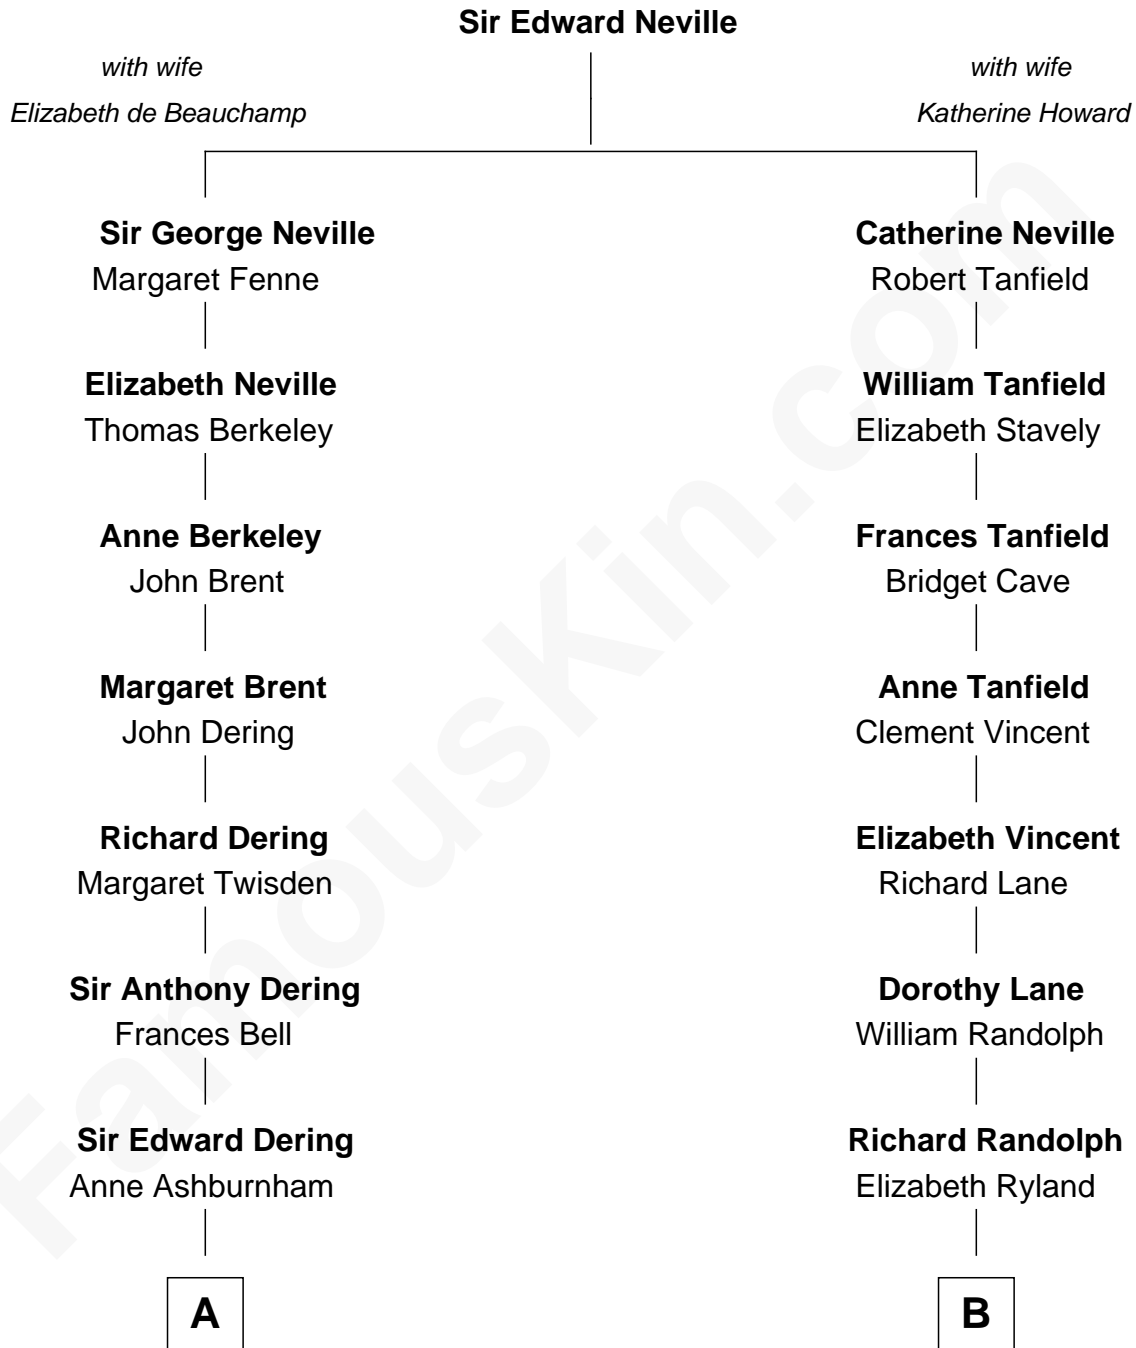 Sir Edward Neville
with wife
Elizabeth de Beauchamp
with wife
Katherine Howard
Sir George Neville
Margaret Fenne
Catherine Neville
Robert Tanfield
Elizabeth Neville
Thomas Berkeley
William Tanfield
Elizabeth Stavely
Anne Berkeley
John Brent
Frances Tanfield
Bridget Cave
Margaret Brent
John Dering
Anne Tanfield
Clement Vincent
Richard Dering
Margaret Twisden
Elizabeth Vincent
Richard Lane
Sir Anthony Dering
Frances Bell
Dorothy Lane
William Randolph
Sir Edward Dering
Anne Ashburnham
Richard Randolph
Elizabeth Ryland
A
B
FamousKin.com